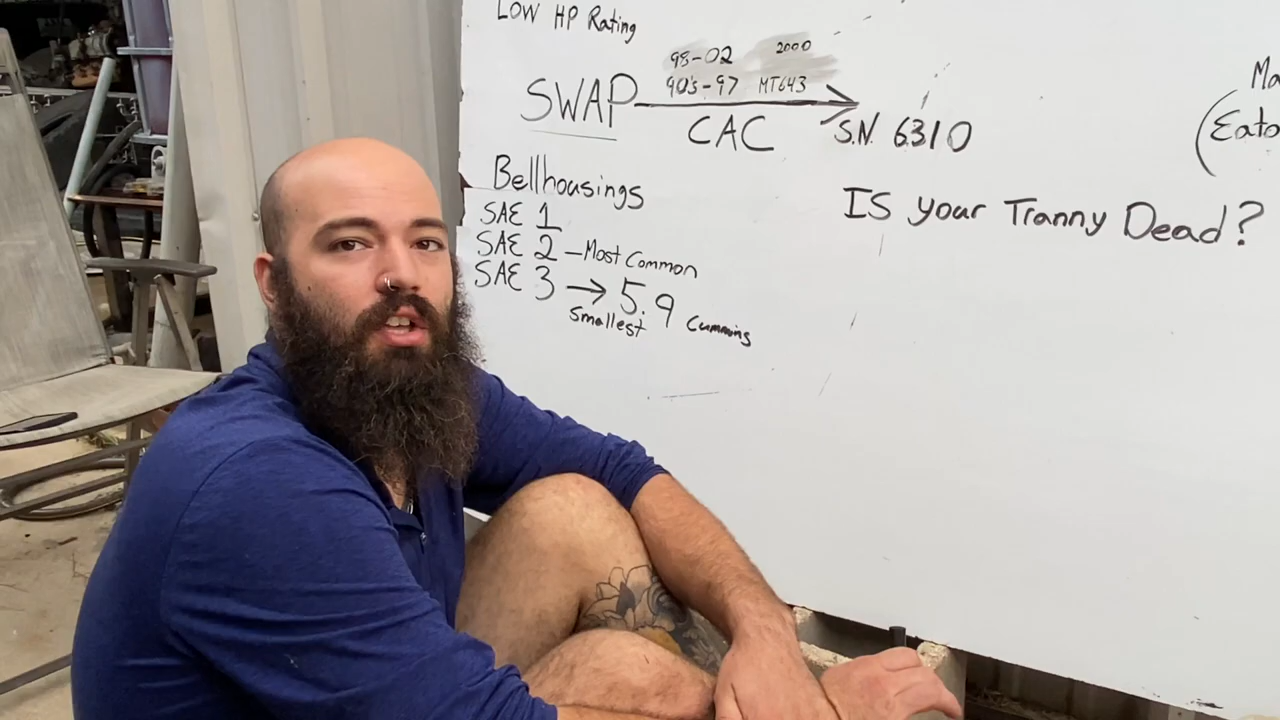 LOW HP Rating
98-02 2000
90's-97 MT643
SWAP
CAC
S.N. 6310
Ma
(Eato
Bellhousings
SAE 1
SAE 2 - Most Common
SAE 3 → 5.9 Cummins
Smallest
Is your Tranny Dead?